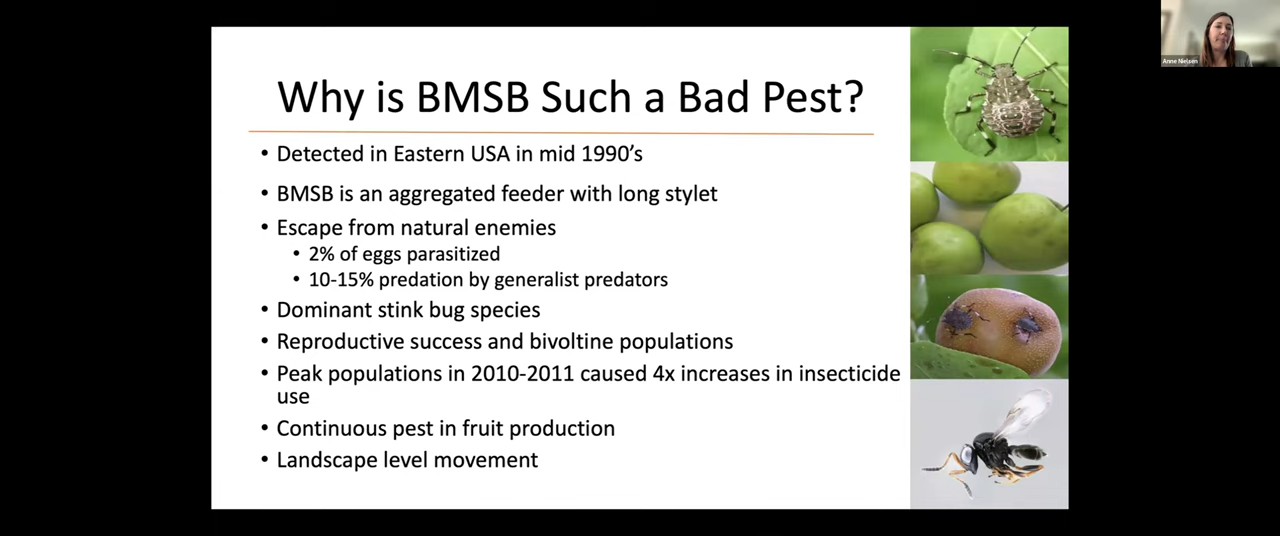 Why is BMSB Such a Bad Pest?
• Detected in Eastern USA in mid 1990's
• BMSB is an aggregated feeder with long stylet
• Escape from natural enemies
• 2% of eggs parasitized
• 10-15% predation by generalist predators
• Dominant stink bug species
• Reproductive success and bivoltine populations
• Peak populations in 2010-2011 caused 4x increases in insecticide
use
• Continuous pest in fruit production
• Landscape level movement
Anne Nielsen